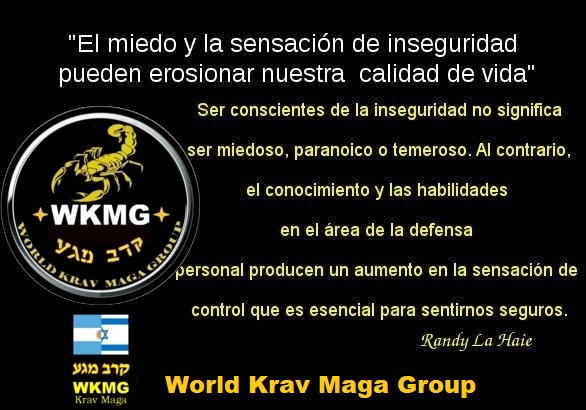 "El miedo y la sensación de inseguridad
pueden erosionar nuestra calidad de vida"
Ser conscientes de la inseguridad no significa
ser miedoso, paranoico o temeroso. Al contrario,
el conocimiento y las habilidades
en el área de la defensa
personal producen un aumento en la sensación de
control que es esencial para sentirnos seguros.
Randy La Haie
WKMG
קרב מגע
WORLD KRAV MAGA GROUP
קרב מגע
WKMG
Krav Maga
World Krav Maga Group